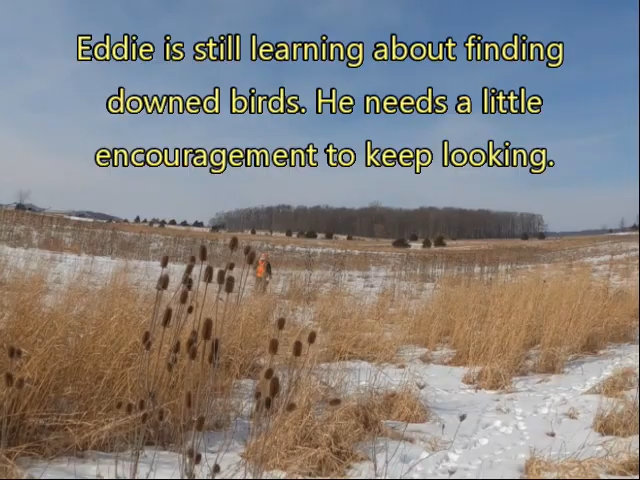 Eddie is still learning about finding
downed birds. He needs a little
encouragement to keep looking.